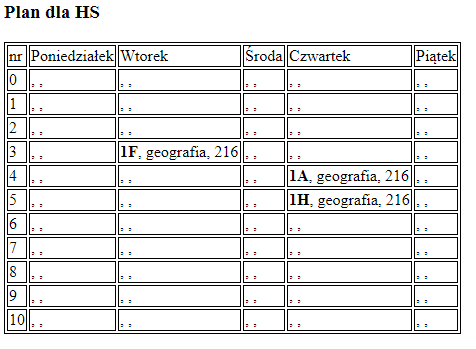 Plan dla HS
nr Poniedziałek Wtorek Środa Czwartek Piątek
0 , , , , , , , , , ,
1 , , , , , , , , , ,
2 , , , , , , , , , ,
3 , , 1F, geografia, 216 , , , , , ,
4 , , , , , , 1A, geografia, 216 , ,
5 , , , , , , 1H, geografia, 216 , ,
6 , , , , , , , , , ,
7 , , , , , , , , , ,
8 , , , , , , , , , ,
9 , , , , , , , , , ,
10 , , , , , , , , , ,